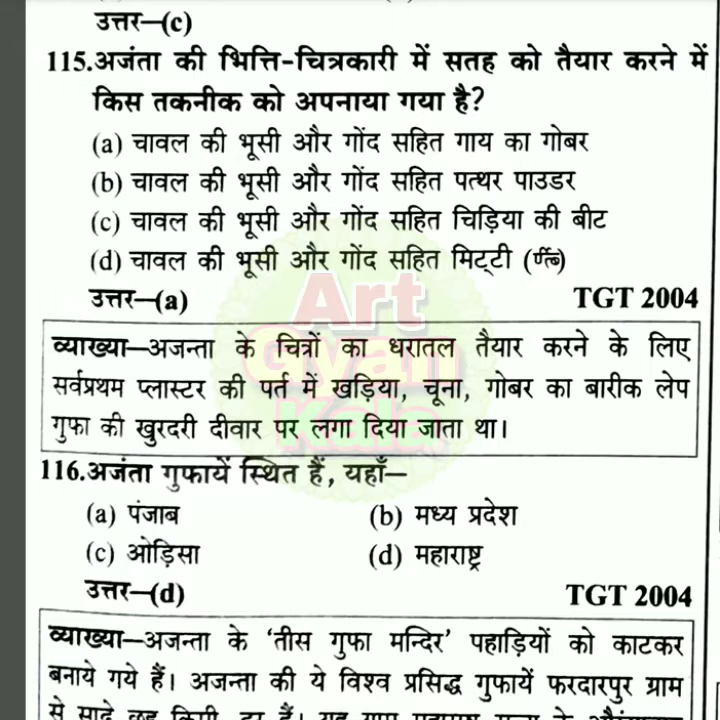 उत्तर–(c)
115.अजंता की भित्ति-चित्रकारी में सतह को तैयार करने में
किस तकनीक को अपनाया गया है?
(a) चावल की भूसी और गोंद सहित गाय का गोबर
(b) चावल की भूसी और गोंद सहित पत्थर पाउडर
(c) चावल की भूसी और गोंद सहित चिड़िया की बीट
(d) चावल की भूसी और गोंद सहित मिट्टी
उत्तर–(a) TGT 2004
व्याख्या–अजन्ता के चित्रों का धरातल तैयार करने के लिए
सर्वप्रथम प्लास्टर की पर्त में खड़िया, चूना, गोबर का बारीक लेप
गुफा की खुरदरी दीवार पर लगा दिया जाता था।
Art
Gyan
Kala
116.अजंता गुफायें स्थित हैं, यहाँ–
(a) पंजाब (b) मध्य प्रदेश
(c) ओड़िसा (d) महाराष्ट्र
उत्तर–(d) TGT 2004
व्याख्या–अजन्ता के ‘तीस गुफा मन्दिर’ पहाड़ियों को काटकर
बनाये गये हैं। अजन्ता की ये विश्व प्रसिद्ध गुफायें फरदारपुर ग्राम